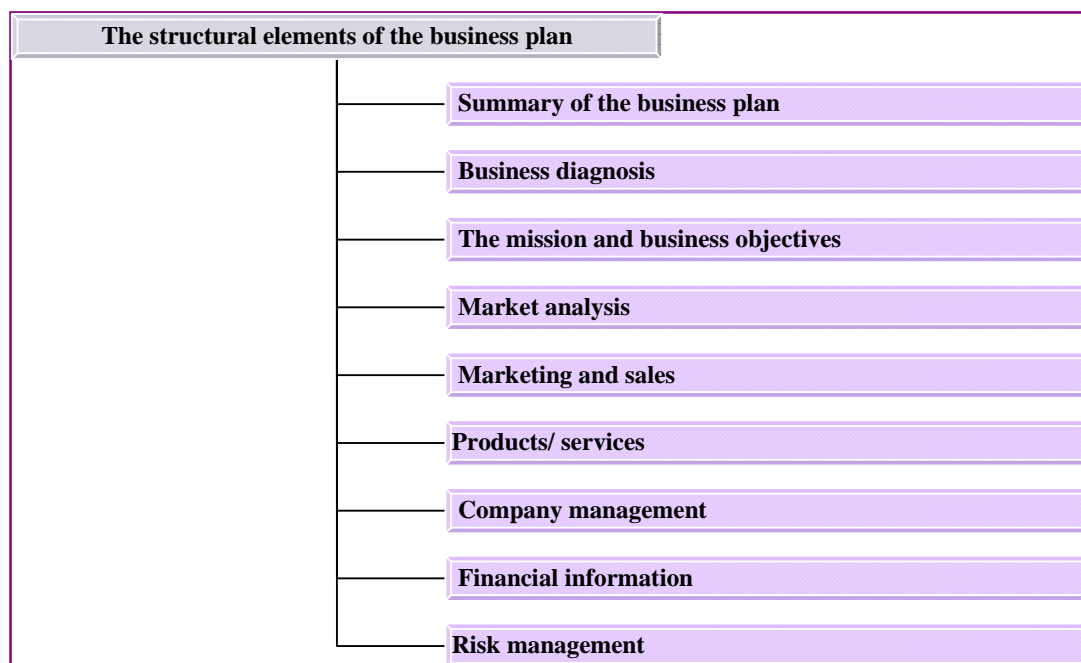 The structural elements of the business plan
Summary of the business plan
Business diagnosis
The mission and business objectives
Market analysis
Marketing and sales
Products/ services
Company management
Financial information
Risk management